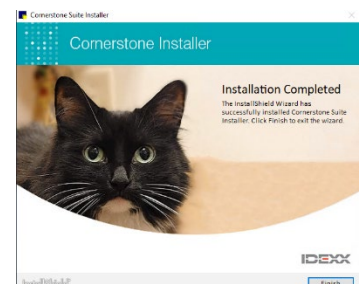 Cornerstone Suite Installer
Cornerstone Installer
Installation Completed
The InstallShield Wizard has
successfully installed Cornerstone Suite
Installer. Click Finish to exit the wizard.
IDEXX
InstallShield
Finish